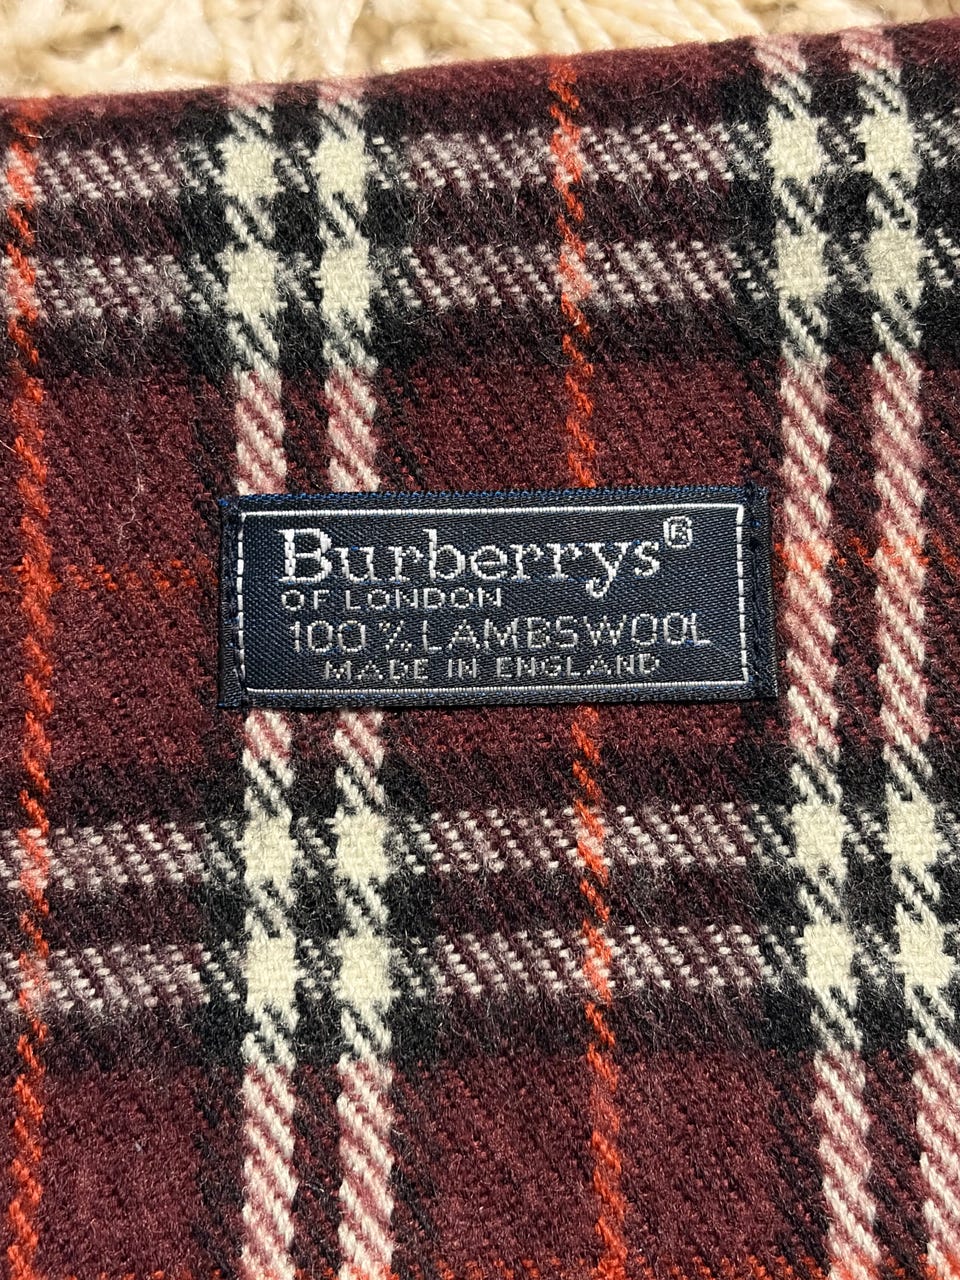 Burberrys®
OF LONDON
100% LAMBSWOOL
MADE IN ENGLAND